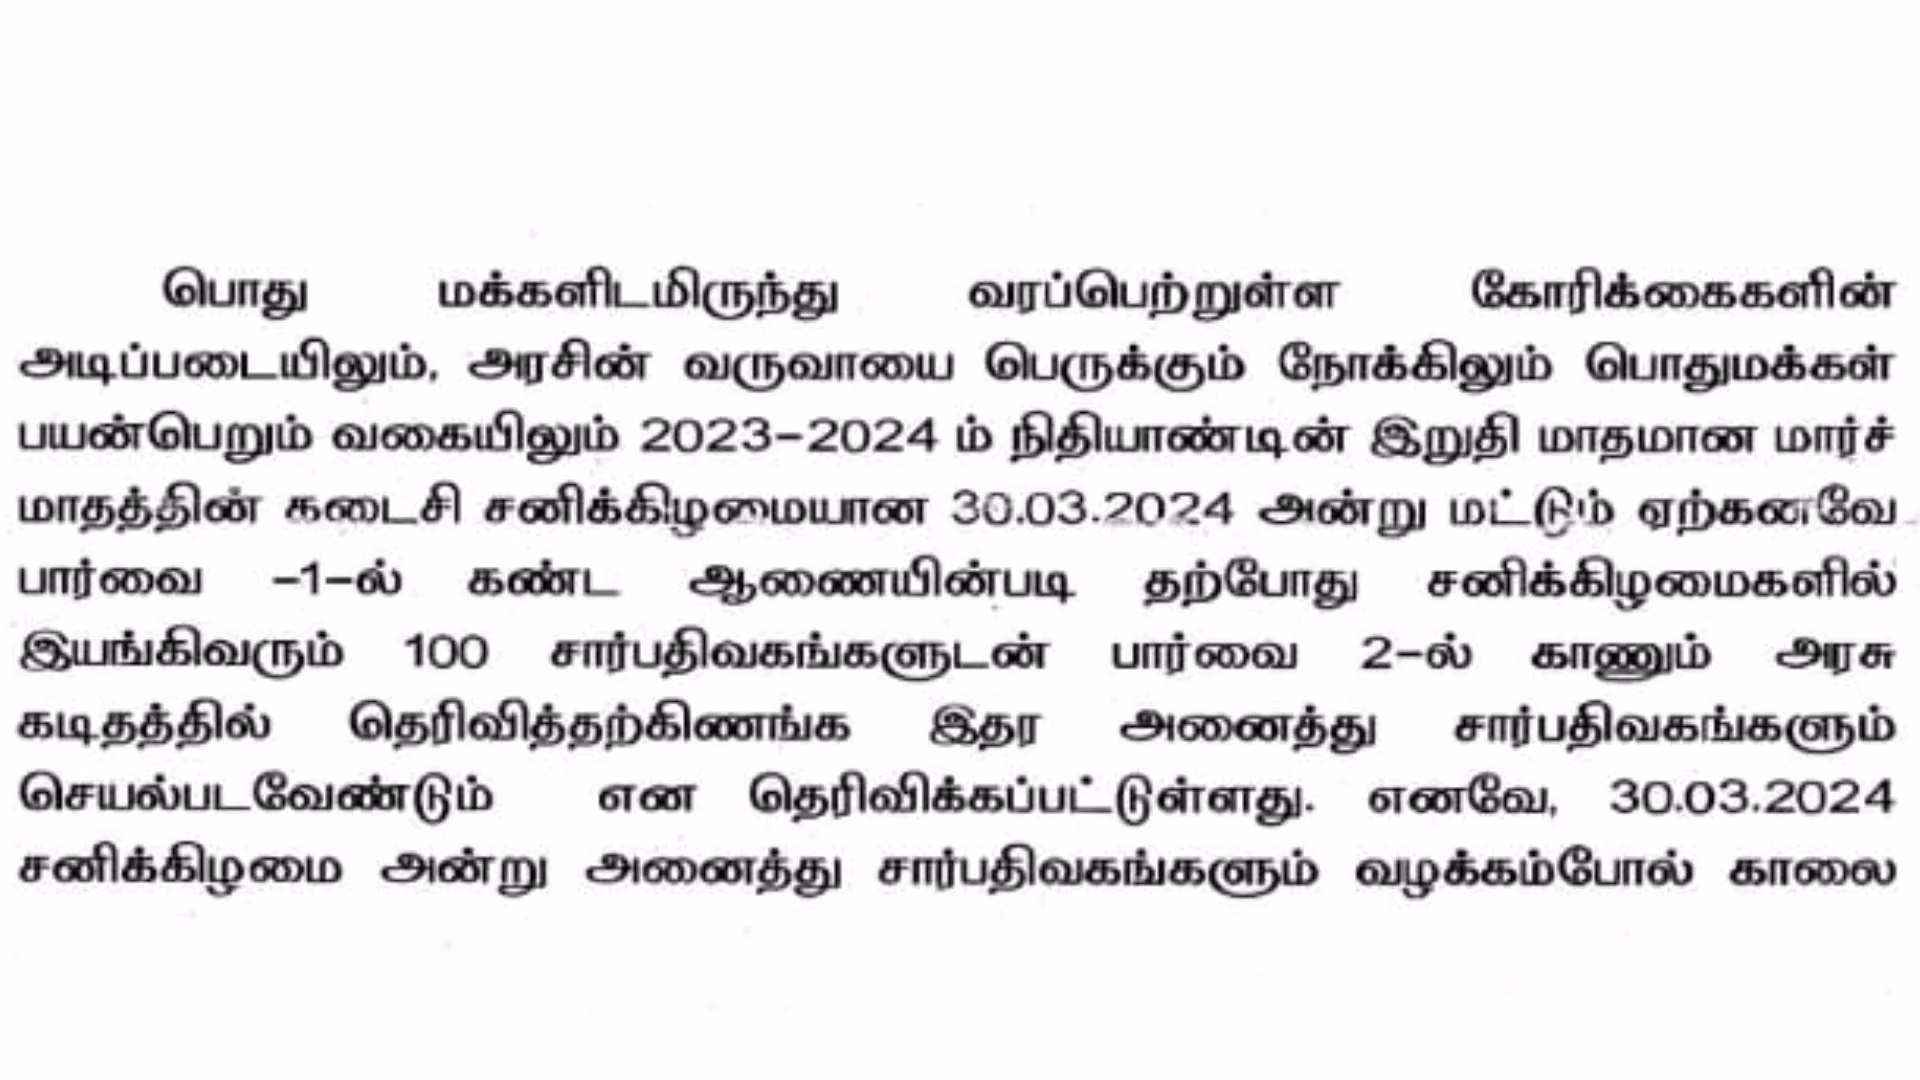 பொது மக்களிடமிருந்து வரப்பெற்றுள்ள கோரிக்கைகளின்
அடிப்படையிலும், அரசின் வருவாயை பெருக்கும் நோக்கிலும் பொதுமக்கள்
பயன்பெறும் வகையிலும் 2023-2024 ம் நிதியாண்டின் இறுதி மாதமான மார்ச்
மாதத்தின் கடைசி சனிக்கிழமையான 30.03.2024 அன்று மட்டும் ஏற்கனவே
பார்வை -1-ல் கண்ட ஆணையின்படி தற்போது சனிக்கிழமைகளில்
இயங்கிவரும் 100 சார்பதிவகங்களுடன் பார்வை 2-ல் காணும் அரசு
கடிதத்தில் தெரிவித்தற்கிணங்க இதர அனைத்து சார்பதிவகங்களும்
செயல்படவேண்டும் என தெரிவிக்கப்பட்டுள்ளது. எனவே, 30.03.2024
சனிக்கிழமை அன்று அனைத்து சார்பதிவகங்களும் வழக்கம்போல் காலை